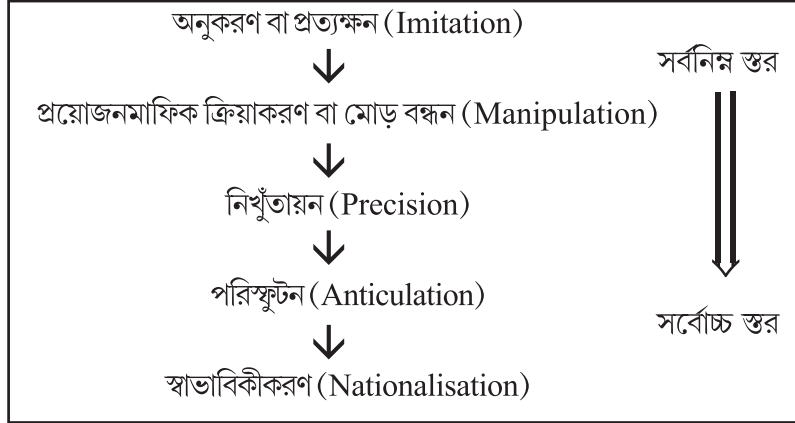 অনুকরণ বা প্রত্যক্ষন (Imitation)
সর্বনিম্ন স্তর
প্রয়োজনমাফিক ক্রিয়াকরণ বা মোড় বন্ধন (Manipulation)
নিখুঁতায়ন (Precision)
পরিস্ফুটন (Anticulation)
সর্বোচ্চ স্তর
স্বাভাবিকীকরণ (Nationalisation)